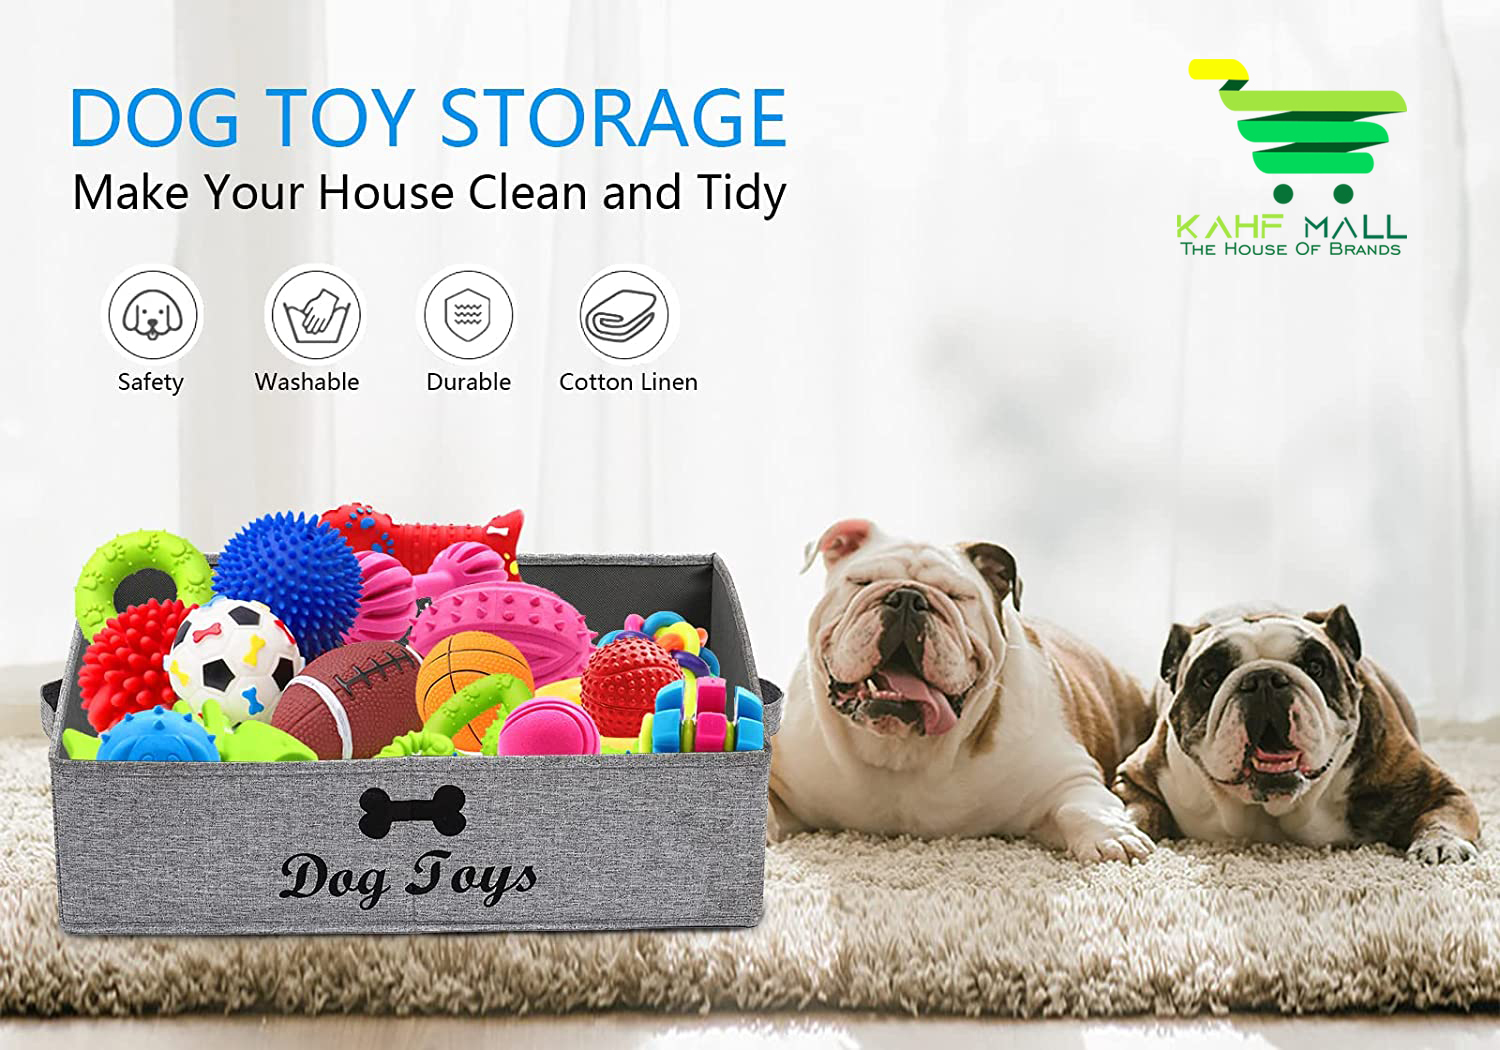 DOG TOY STORAGE
Make Your House Clean and Tidy
KAHF MALL
THE HOUSE OF BRANDS
Safety
Washable
Durable
Cotton Linen
Dog Toys